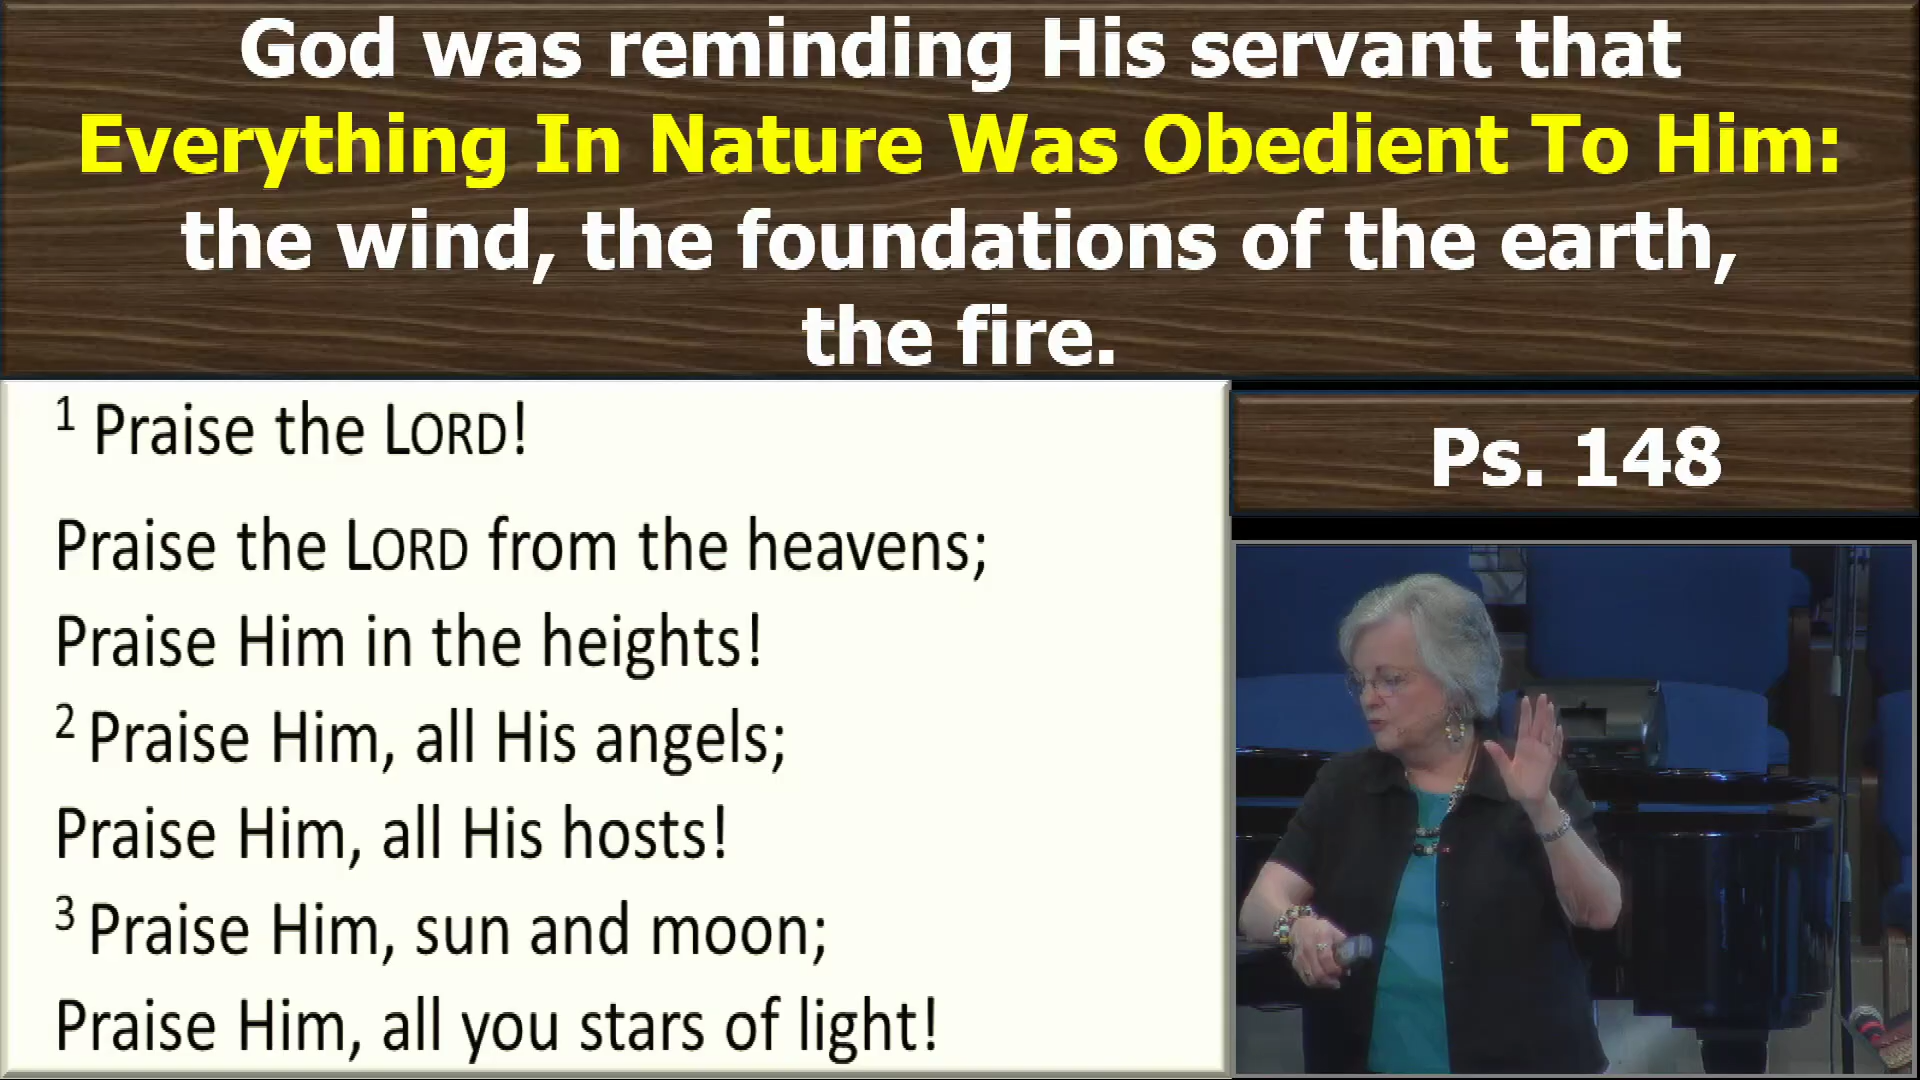 God was reminding His servant that
Everything In Nature Was Obedient To Him:
the wind, the foundations of the earth,
the fire.
1 Praise the LORD!
Praise the LORD from the heavens;
Praise Him in the heights!
2 Praise Him, all His angels;
Praise Him, all His hosts!
3 Praise Him, sun and moon;
Praise Him, all you stars of light!
Ps. 148